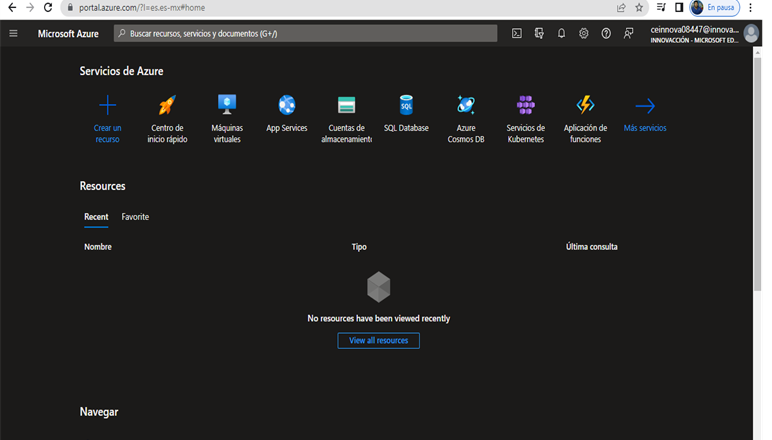 portal.azure.com/?l=es.es-mx#home
En pausa
Microsoft Azure
Buscar recursos, servicios y documentos (G+/)
ceinnova08447@innova...
INNOVACCIÓN - MICROSOFT ED...
Servicios de Azure
Crear un
recurso
Centro de
inicio rápido
Máquinas
virtuales
App Services
Cuentas de
almacenamiento
SQL
SQL Database
Azure
Cosmos DB
Servicios de
Kubernetes
Aplicación de
funciones
Más servicios
Resources
Recent Favorite
Nombre Tipo Última consulta
No resources have been viewed recently
View all resources
Navegar